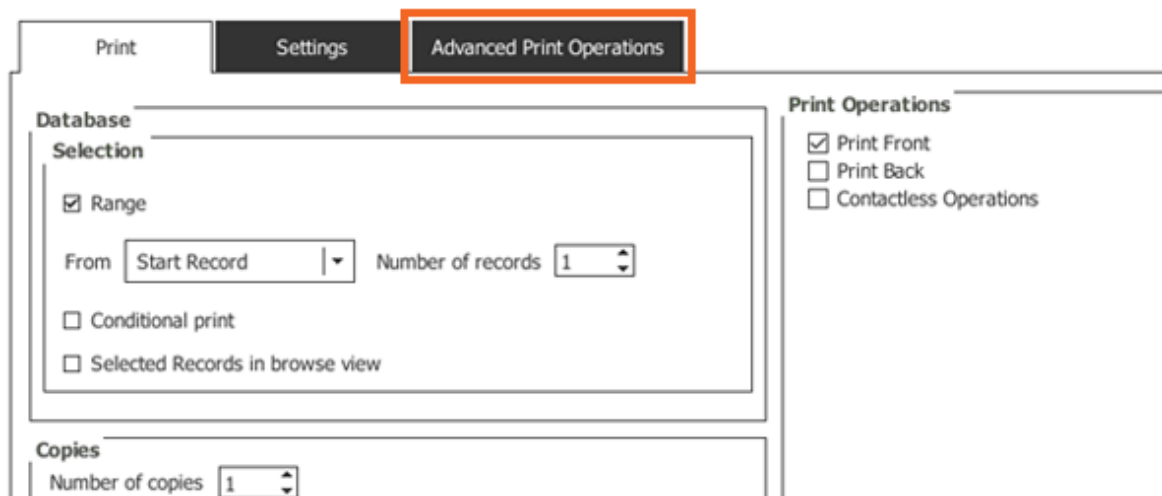 Print Settings Advanced Print Operations
Database
Selection
Range
From Start Record Number of records 1
Conditional print
Selected Records in browse view
Copies
Number of copies 1
Print Operations
Print Front
Print Back
Contactless Operations